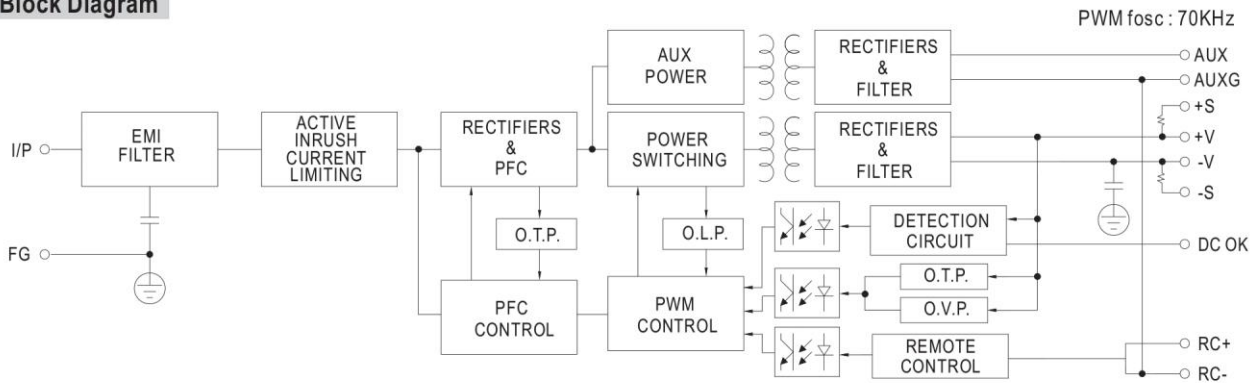 Block Diagram
PWM fosc : 70KHz
I/P
FG
EMI
FILTER
ACTIVE
INRUSH
CURRENT
LIMITING
RECTIFIERS
&
PFC
O.T.P.
PFC
CONTROL
AUX
POWER
POWER
SWITCHING
O.L.P.
PWM
CONTROL
RECTIFIERS
&
FILTER
RECTIFIERS
&
FILTER
DETECTION
CIRCUIT
O.T.P.
O.V.P.
REMOTE
CONTROL
AUX
AUXG
+S
+V
-V
-S
DC OK
RC+
RC-